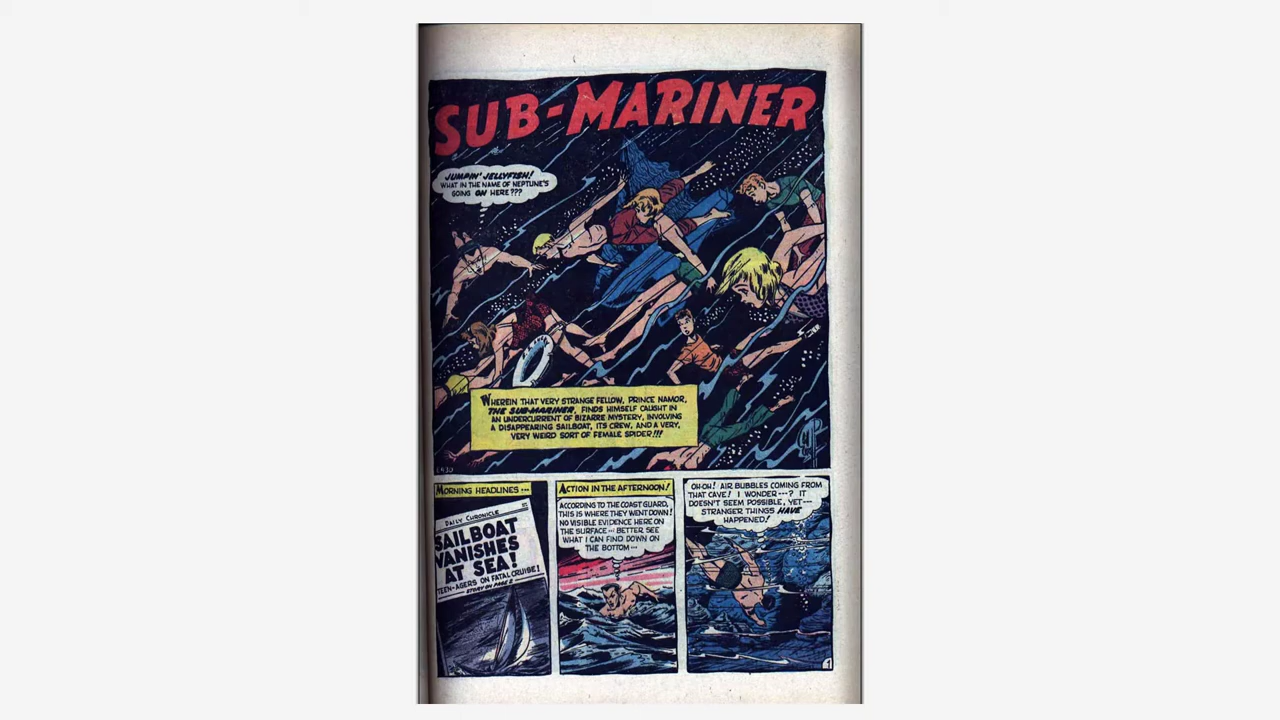 SUB-MARINER
JUMPIN' JELLYFISH!
WHAT IN THE NAME OF NEPTUNE'S
GOING ON HERE???
WHEREIN THAT VERY STRANGE FELLOW, PRINCE NAMOR,
THE SUB-MARINER, FINDS HIMSELF CAUGHT IN
AN UNDERCURRENT OF BIZARRE MYSTERY, INVOLVING
A DISAPPEARING SAILBOAT, ITS CREW, AND A VERY,
VERY WEIRD SORT OF FEMALE SPIDER!!!
MORNING HEADLINES---
DAILY CHRONICLE
SAILBOAT
VANISHES
AT SEA!
TEEN-AGERS ON FATAL CRUISE!
STORY ON PAGE 2
ACTION IN THE AFTERNOON!
ACCORDING TO THE COAST GUARD,
THIS IS WHERE THEY WENT DOWN!
NO VISIBLE EVIDENCE HERE ON
THE SURFACE--- BETTER SEE
WHAT I CAN FIND DOWN ON
THE BOTTOM---
OH-OH! AIR BUBBLES COMING FROM
THAT CAVE! I WONDER---? IT
DOESN'T SEEM POSSIBLE, YET---
STRANGER THINGS HAVE
HAPPENED!
1